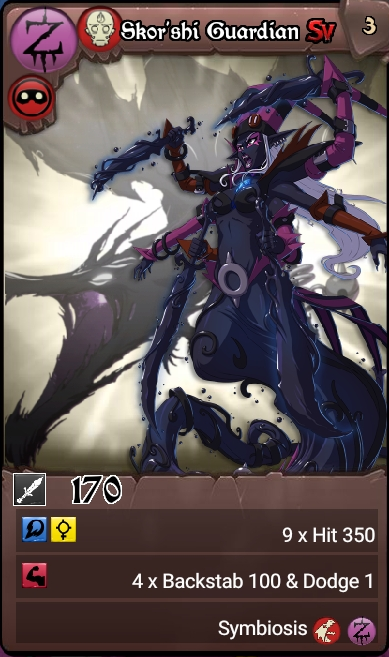 Z Skor'shi Guardian Sv 3
170
9 x Hit 350
4 x Backstab 100 & Dodge 1
Symbiosis Z